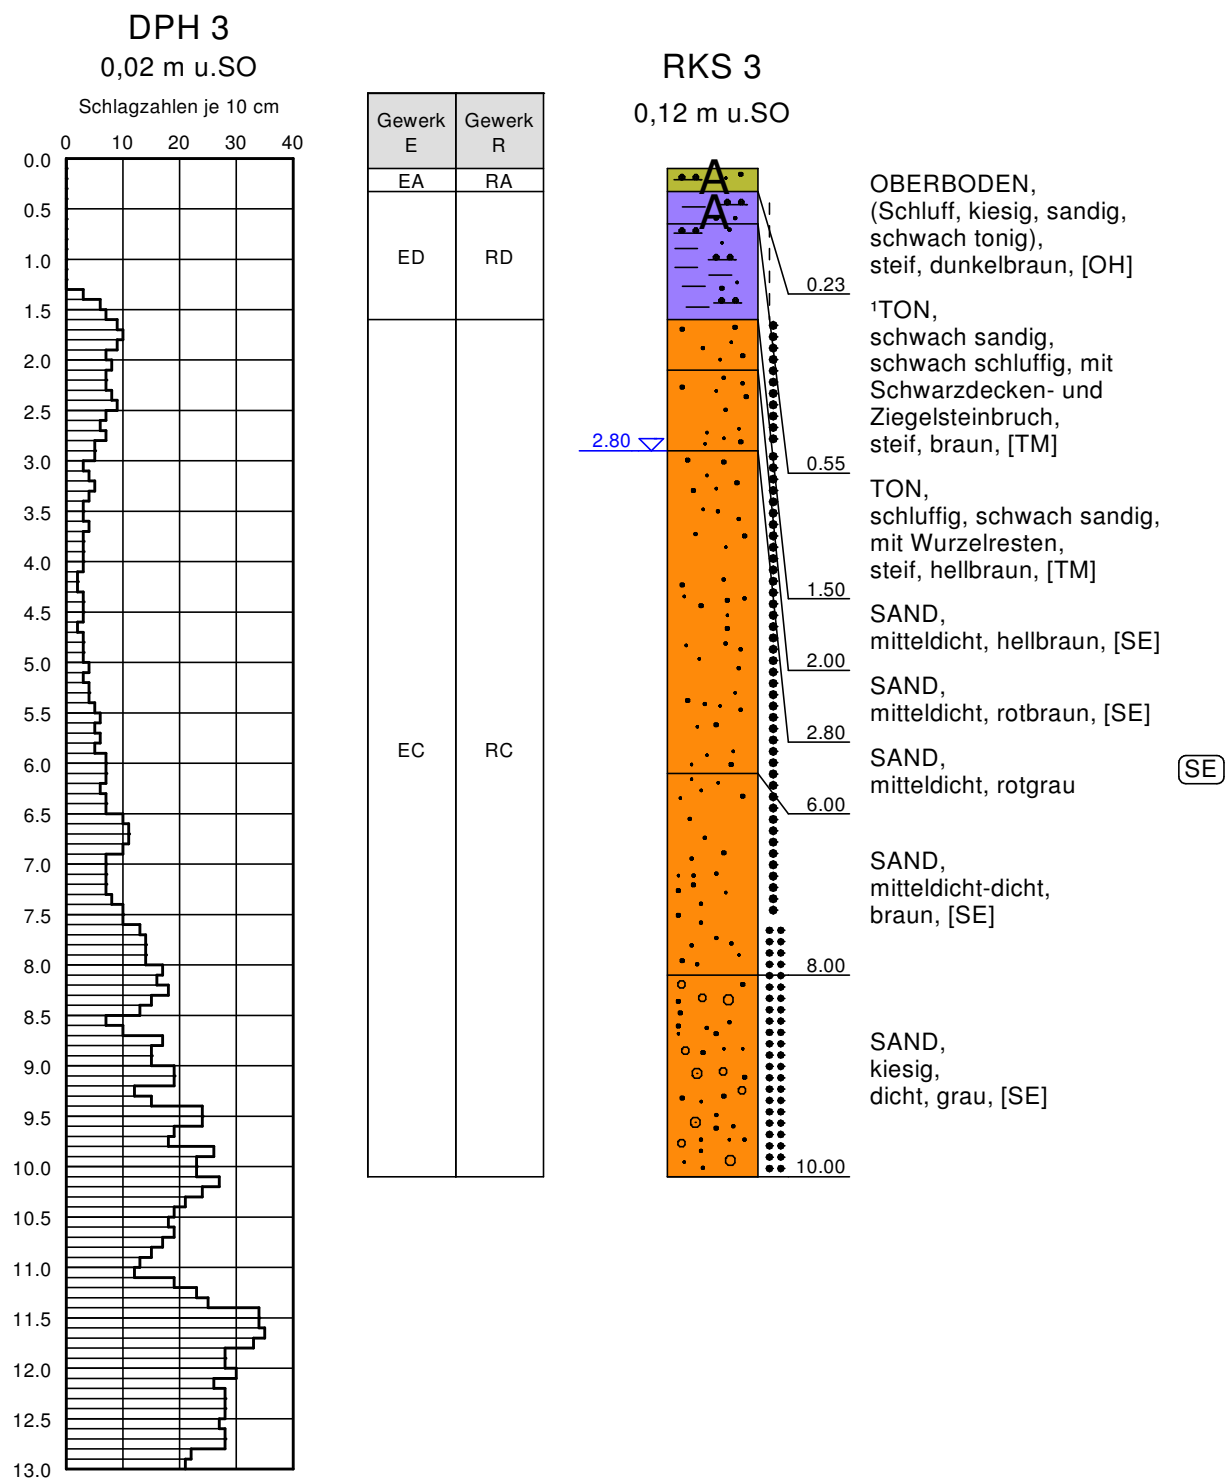 DPH 3
0,02 m u.SO
Schlagzahlen je 10 cm
0 10 20 30 40
0.0
0.5
1.0
1.5
2.0
2.5
3.0
3.5
4.0
4.5
5.0
5.5
6.0
6.5
7.0
7.5
8.0
8.5
9.0
9.5
10.0
10.5
11.0
11.5
12.0
12.5
13.0
Gewerk Gewerk
E R
EA RA
ED RD
EC RC
RKS 3
0,12 m u.SO
A
A
2.80
0.23
0.55
1.50
2.00
2.80
6.00
8.00
10.00
OBERBODEN,
(Schluff, kiesig, sandig,
schwach tonig),
steif, dunkelbraun, [OH]
¹TON,
schwach sandig,
schwach schluffig, mit
Schwarzdecken- und
Ziegelsteinbruch,
steif, braun, [TM]
TON,
schluffig, schwach sandig,
mit Wurzelresten,
steif, hellbraun, [TM]
SAND,
mitteldicht, hellbraun, [SE]
SAND,
mitteldicht, rotbraun, [SE]
SAND,
mitteldicht, rotgrau
SE
SAND,
mitteldicht-dicht,
braun, [SE]
SAND,
kiesig,
dicht, grau, [SE]